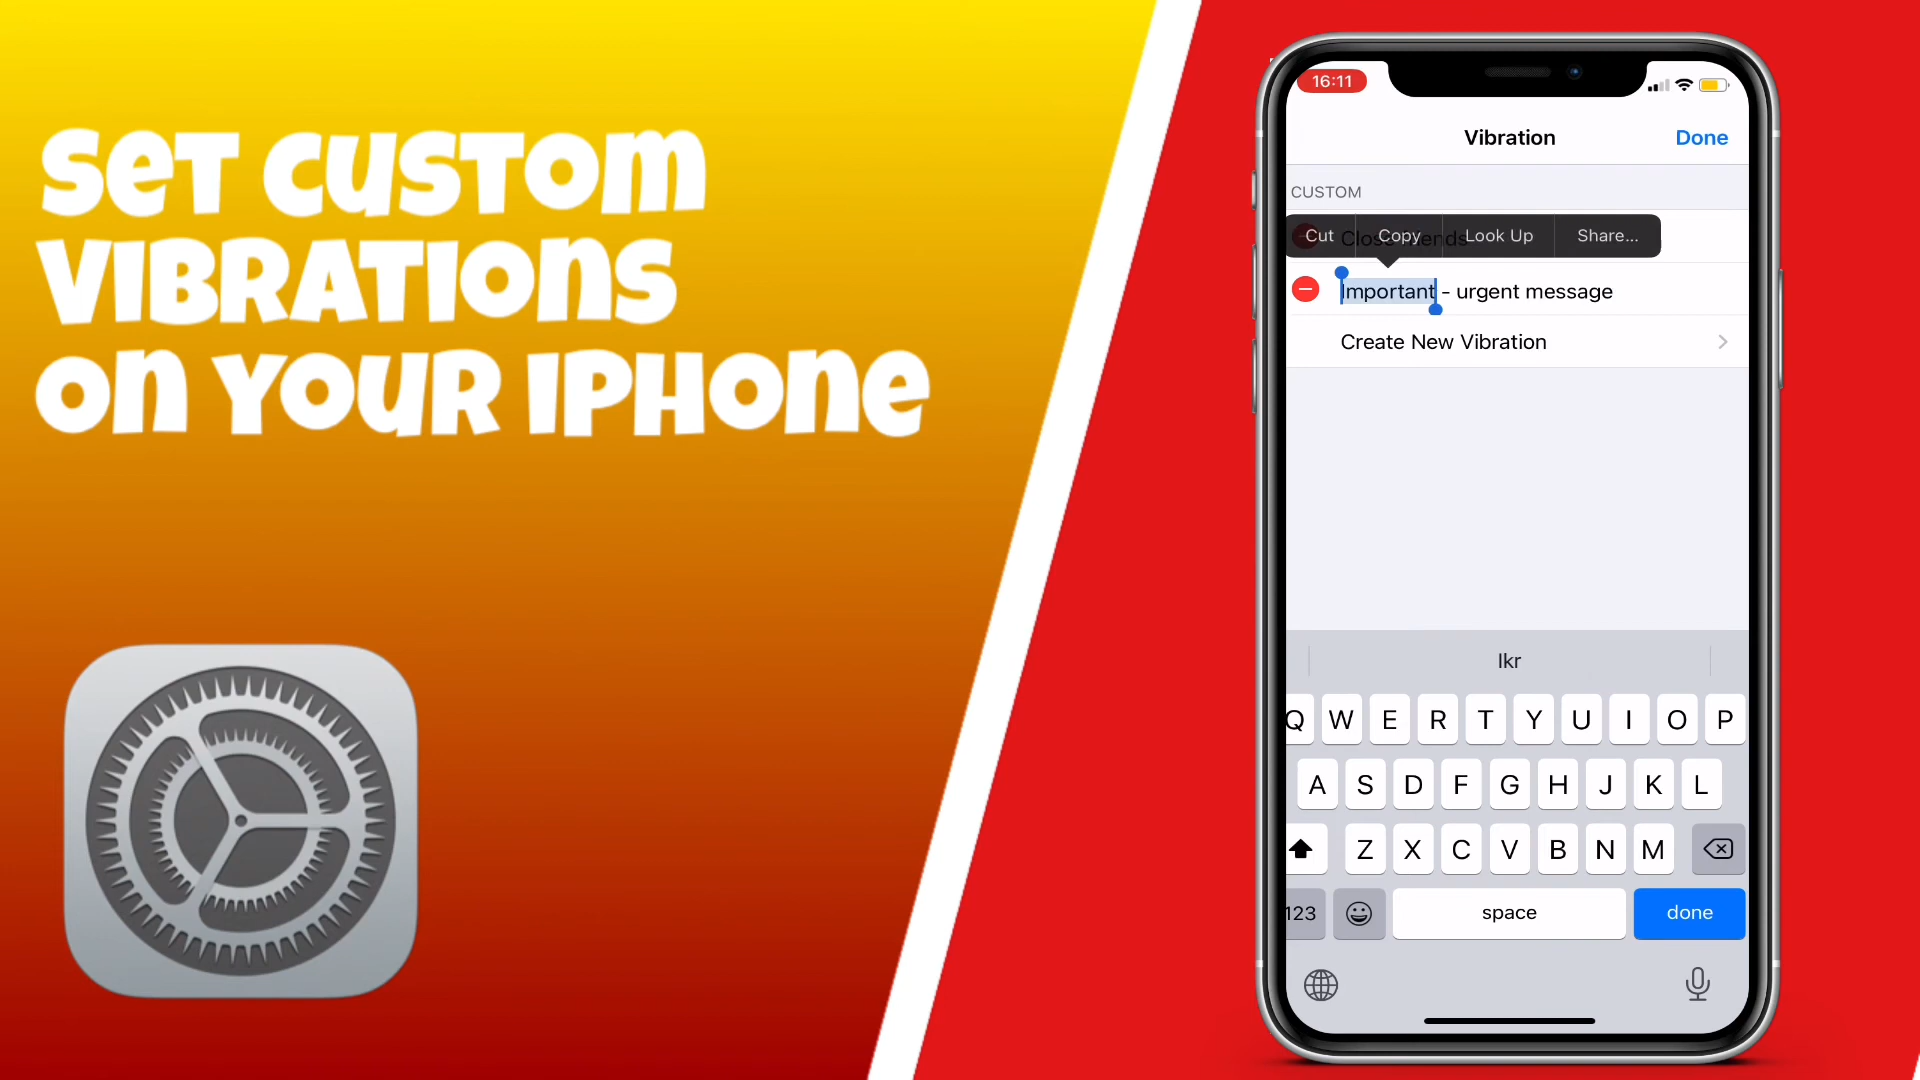 SET CUSTOM
VIBRATIONS
ON YOUR IPHONE
16:11
Vibration
Done
CUSTOM
Cut
Copy
Look Up
Share...
Important - urgent message
Create New Vibration
Ikr
Q W E R T Y U I O P
A S D F G H J K L
Z X C V B N M
123
space
done